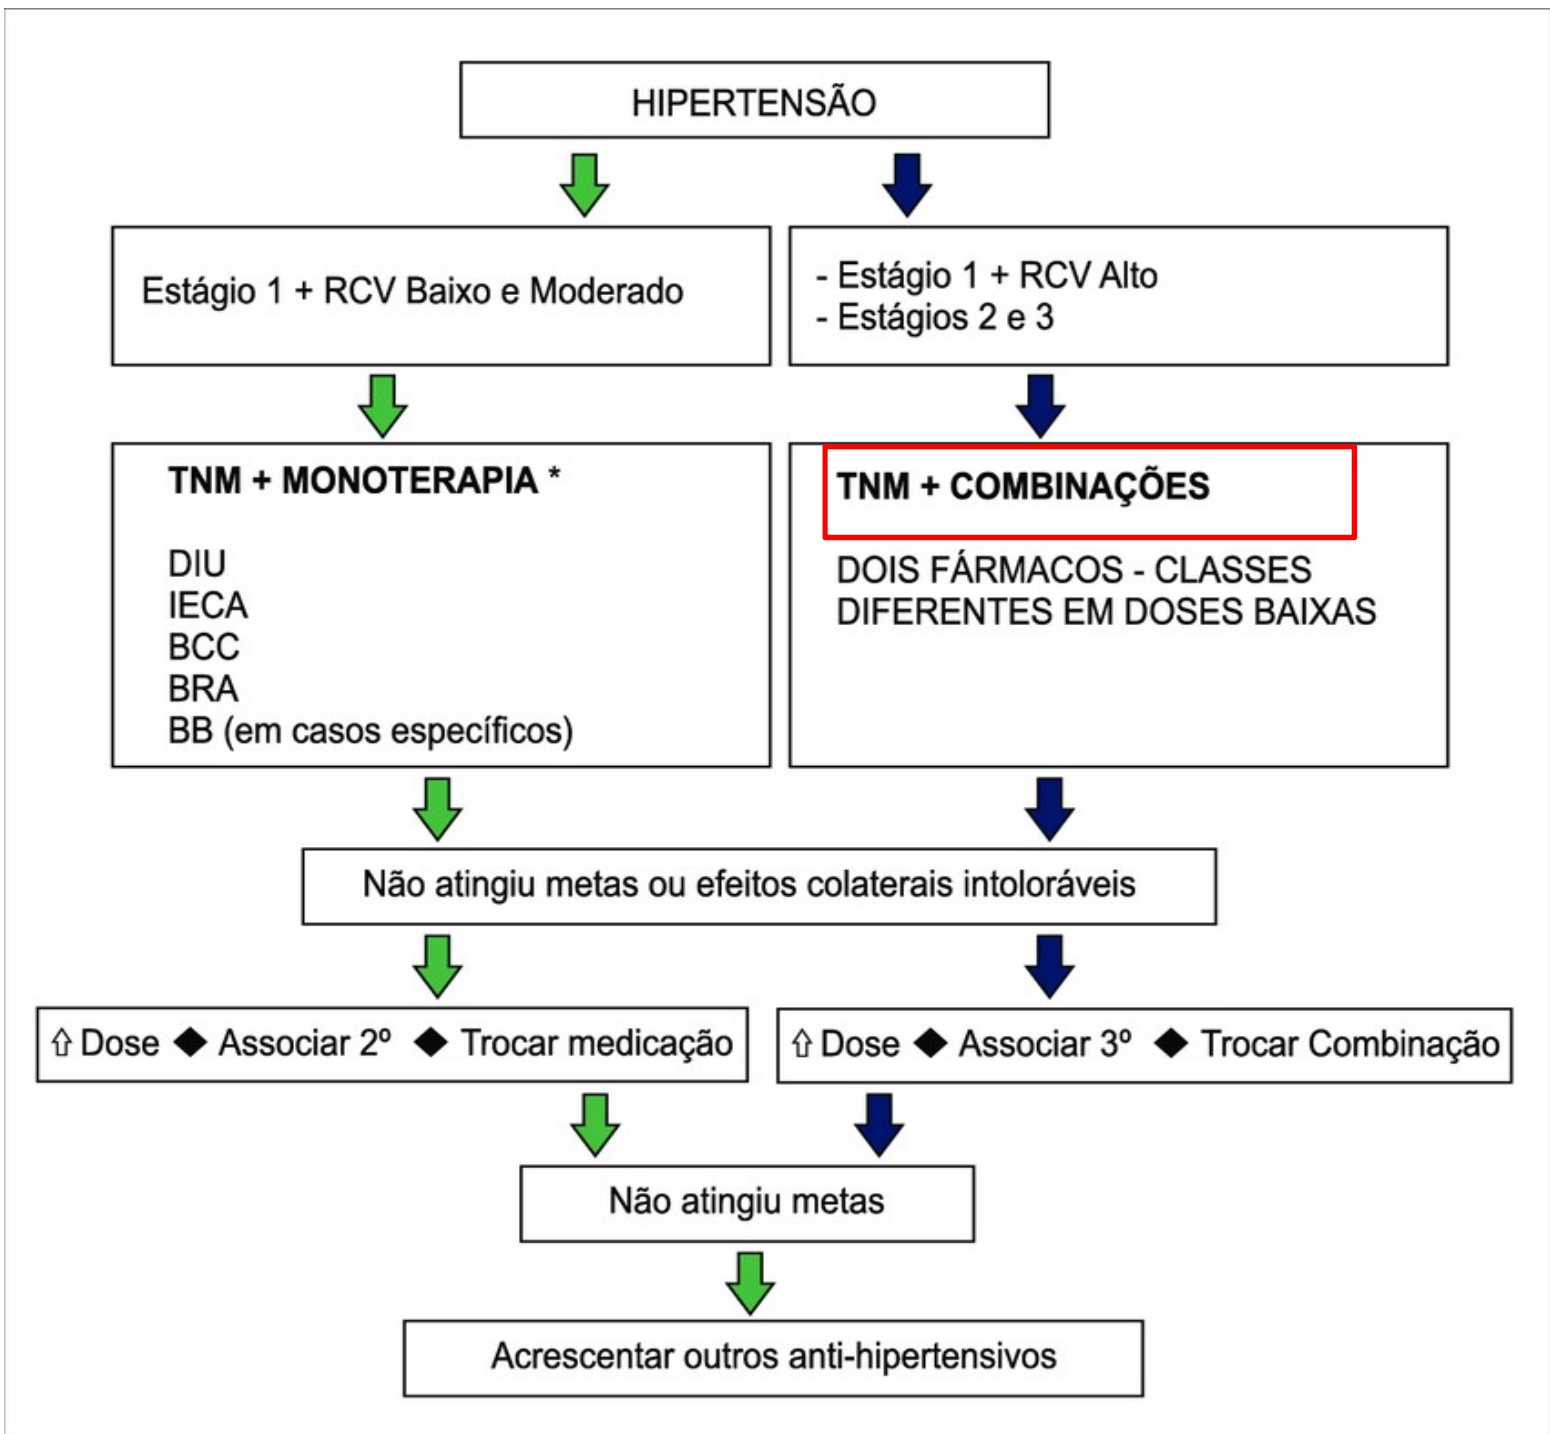 HIPERTENSÃO
Estágio 1 + RCV Baixo e Moderado
- Estágio 1 + RCV Alto
- Estágios 2 e 3
TNM + MONOTERAPIA *
DIU
IECA
BCC
BRA
BB (em casos específicos)
TNM + COMBINAÇÕES
DOIS FÁRMACOS - CLASSES
DIFERENTES EM DOSES BAIXAS
Não atingiu metas ou efeitos colaterais intoloráveis
⇧ Dose ◆ Associar 2º ◆ Trocar medicação
⇧ Dose ◆ Associar 3º ◆ Trocar Combinação
Não atingiu metas
Acrescentar outros anti-hipertensivos